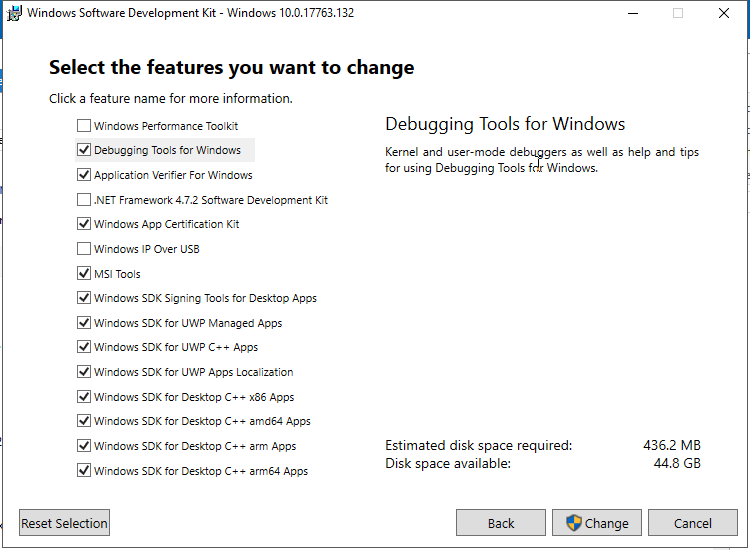 Windows Software Development Kit - Windows 10.0.17763.132
Select the features you want to change
Click a feature name for more information.
Windows Performance Toolkit
Debugging Tools for Windows
Application Verifier For Windows
.NET Framework 4.7.2 Software Development Kit
Windows App Certification Kit
Windows IP Over USB
MSI Tools
Windows SDK Signing Tools for Desktop Apps
Windows SDK for UWP Managed Apps
Windows SDK for UWP C++ Apps
Windows SDK for UWP Apps Localization
Windows SDK for Desktop C++ x86 Apps
Windows SDK for Desktop C++ amd64 Apps
Windows SDK for Desktop C++ arm Apps
Windows SDK for Desktop C++ arm64 Apps
Debugging Tools for Windows
Kernel and user-mode debuggers as well as help and tips
for using Debugging Tools for Windows.
Estimated disk space required: 436.2 MB
Disk space available: 44.8 GB
Reset Selection
Back
Change
Cancel